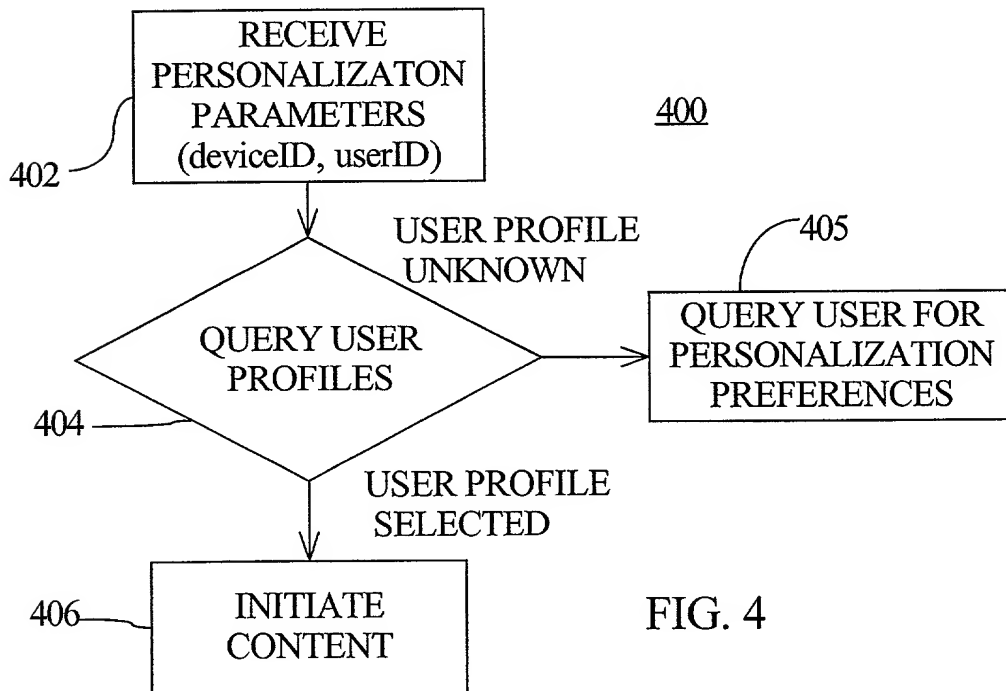 RECEIVE
PERSONALIZATON
PARAMETERS
(deviceID, userID)
400
402
USER PROFILE
UNKNOWN
405
QUERY USER
PROFILES
QUERY USER FOR
PERSONALIZATION
PREFERENCES
404
USER PROFILE
SELECTED
406
INITIATE
CONTENT
FIG. 4